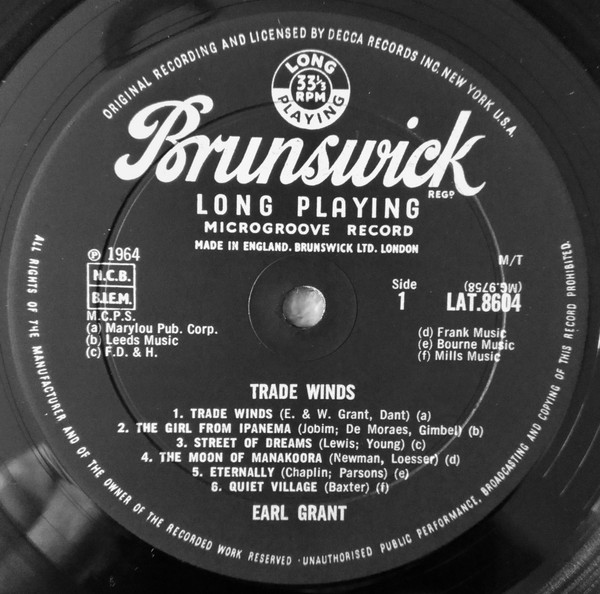 ORIGINAL RECORDING AND LICENSED BY DECCA RECORDS INC. NEW YORK U.S.A.
LONG
33⅓
RPM
PLAYING
Brunswick
REGD
LONG PLAYING
MICROGROOVE RECORD
MADE IN ENGLAND. BRUNSWICK LTD. LONDON
℗ 1964
N.C.B.
B.I.E.M.
M.C.P.S.
(a) Marylou Pub. Corp.
(b) Leeds Music
(c) F.D. & H.
M/T
Side
1
(MG.9758)
LAT.8604
(d) Frank Music
(e) Bourne Music
(f) Mills Music
TRADE WINDS
1. TRADE WINDS (E. & W. Grant, Dant) (a)
2. THE GIRL FROM IPANEMA (Jobim; De Moraes, Gimbel) (b)
3. STREET OF DREAMS (Lewis; Young) (c)
4. THE MOON OF MANAKOORA (Newman, Loesser) (d)
5. ETERNALLY (Chaplin; Parsons) (e)
6. QUIET VILLAGE (Baxter) (f)
EARL GRANT
ALL RIGHTS OF THE MANUFACTURER AND OF THE OWNER OF THE RECORDED WORK RESERVED · UNAUTHORISED PUBLIC PERFORMANCE, BROADCASTING AND COPYING OF THIS RECORD PROHIBITED.